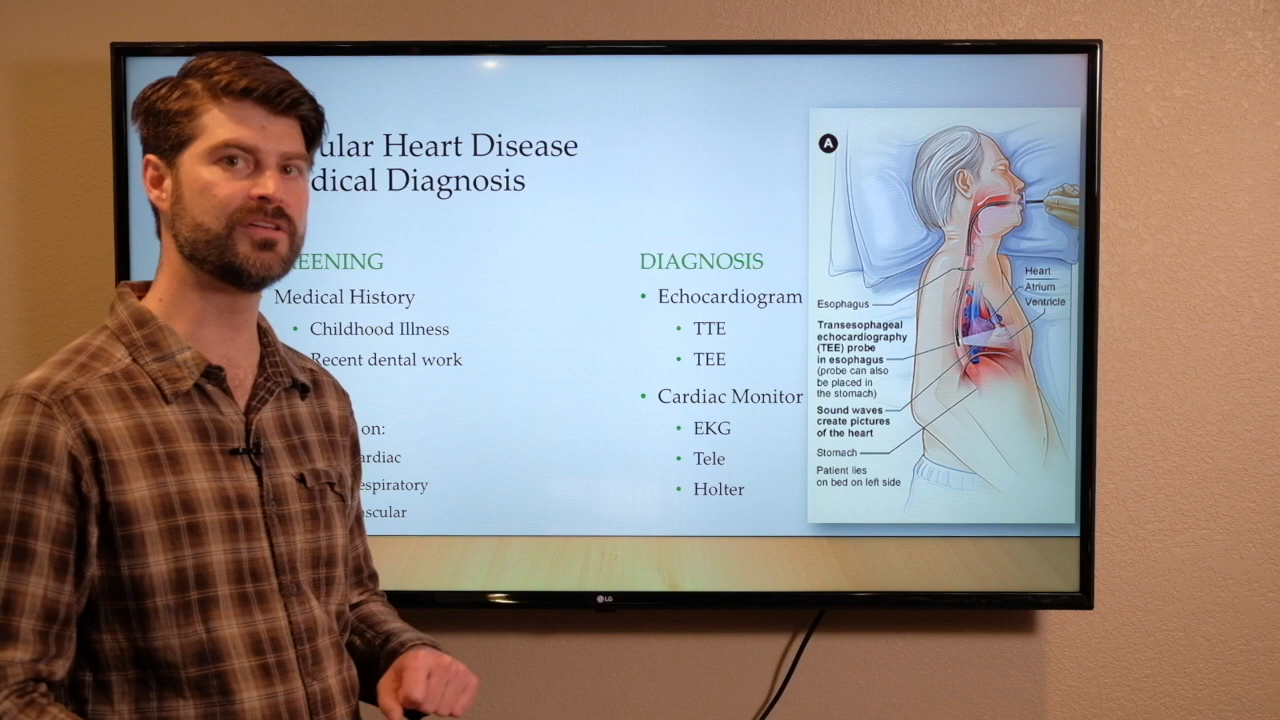 ular Heart Disease
dical Diagnosis
EENING
Medical History
• Childhood Illness
Recent dental work
on:
ardiac
espiratory
ascular
DIAGNOSIS
• Echocardiogram
• TTE
• TEE
• Cardiac Monitor
• EKG
• Tele
• Holter
A
Heart
Atrium
Ventricle
Esophagus
Transesophageal
echocardiography
(TEE) probe
in esophagus
(probe can also
be placed in
the stomach)
Sound waves
create pictures
of the heart
Stomach
Patient lies
on bed on left side
LG